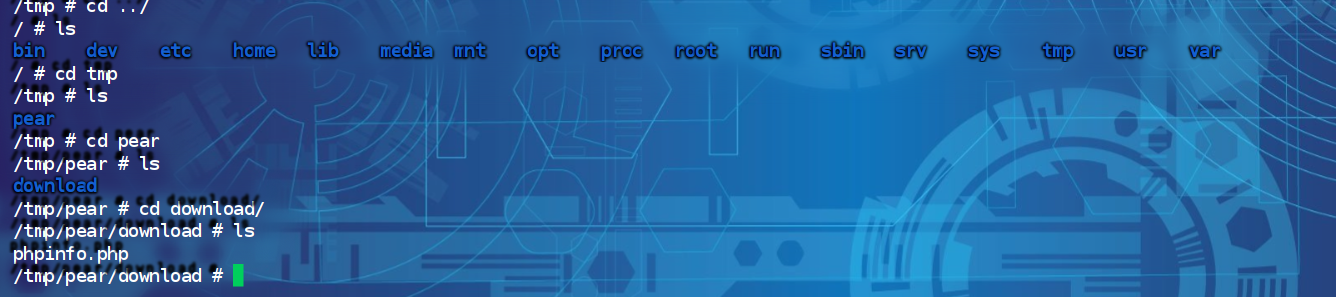 /tmp # cd ../
/ # ls
bin dev etc home lib media mnt opt proc root run sbin srv sys tmp usr var
/ # cd tmp
/tmp # ls
pear
/tmp # cd pear
/tmp/pear # ls
download
/tmp/pear # cd download/
/tmp/pear/download # ls
phpinfo.php
/tmp/pear/download #